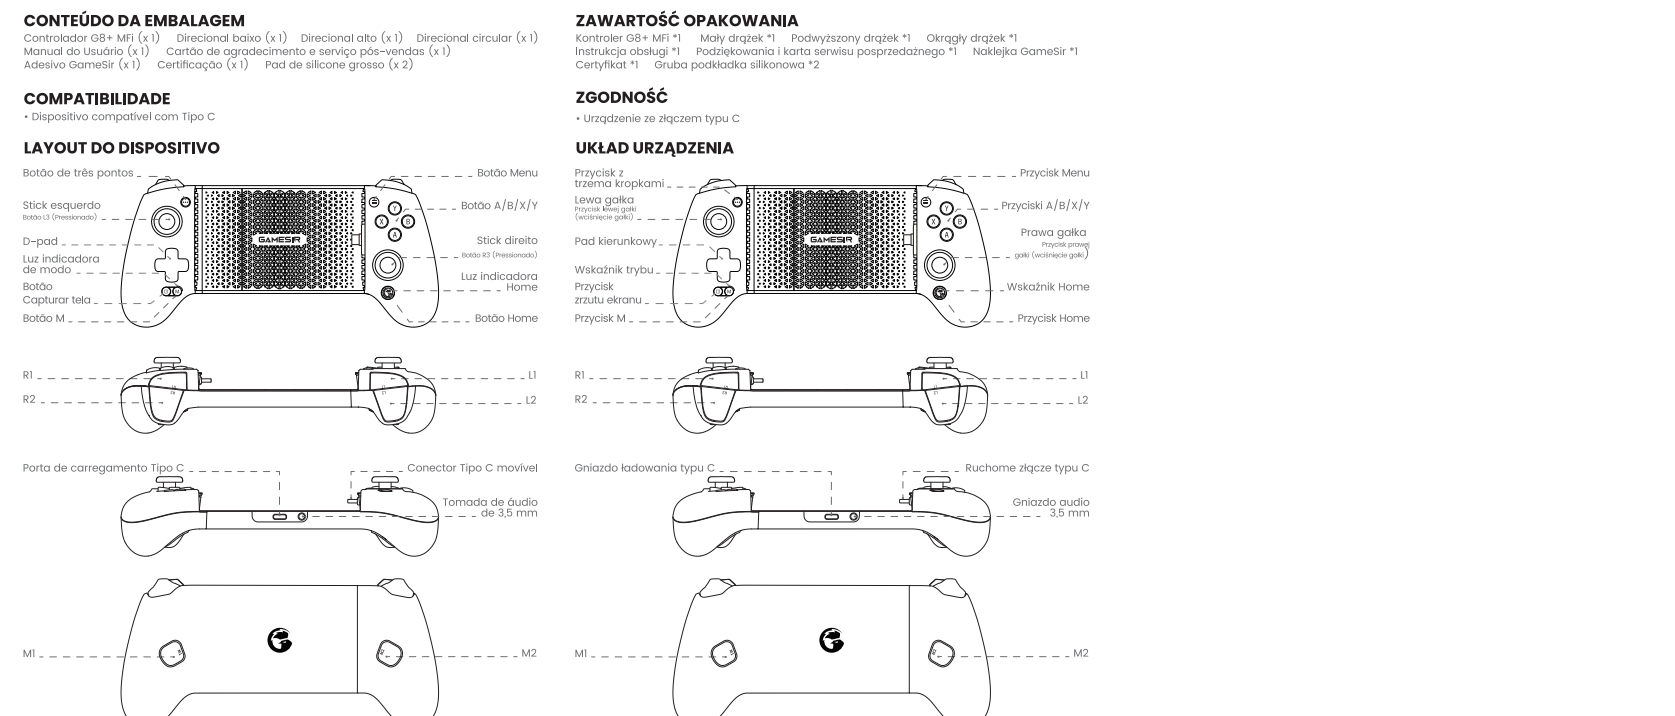 CONTEÚDO DA EMBALAGEM
Controlador G8+ MFi (x 1) Direcional baixo (x 1) Direcional alto (x 1) Direcional circular (x 1)
Manual do Usuário (x 1) Cartão de agradecimento e serviço pós-vendas (x 1)
Adesivo GameSir (x 1) Certificação (x 1) Pad de silicone grosso (x 2)
COMPATIBILIDADE
• Dispositivo compatível com Tipo C
LAYOUT DO DISPOSITIVO
Botão de três pontos
Botão Menu
Stick esquerdo
Botão L3 (Pressionado)
Botão A/B/X/Y
Y
X
B
A
GAMESIR
D-pad
Stick direito
Botão R3 (Pressionado)
Luz indicadora
de modo
Luz indicadora
Home
Botão
Capturar tela
M
Botão M
Botão Home
R1
L1
R2
L2
Porta de carregamento Tipo C
Conector Tipo C movível
Tomada de áudio
de 3,5 mm
M1
M2
ZAWARTOŚĆ OPAKOWANIA
Kontroler G8+ MFi *1 Mały drążek *1 Podwyższony drążek *1 Okrągły drążek *1
Instrukcja obsługi *1 Podziękowania i karta serwisu posprzedażnego *1 Naklejka GameSir *1
Certyfikat *1 Gruba podkładka silikonowa *2
ZGODNOŚĆ
• Urządzenie ze złączem typu C
UKŁAD URZĄDZENIA
Przycisk z
trzema kropkami
Przycisk Menu
Lewa gałka
Przycisk lewej gałki
(wciśnięcie gałki)
Przyciski A/B/X/Y
Y
X
B
A
GAMESIR
Prawa gałka
Przycisk prawej
gałki (wciśnięcie gałki)
Pad kierunkowy
Wskaźnik trybu
Wskaźnik Home
Przycisk
zrzutu ekranu
M
Przycisk M
Przycisk Home
R1
L1
R2
L2
Gniazdo ładowania typu C
Ruchome złącze typu C
Gniazdo audio
3,5 mm
M1
M2